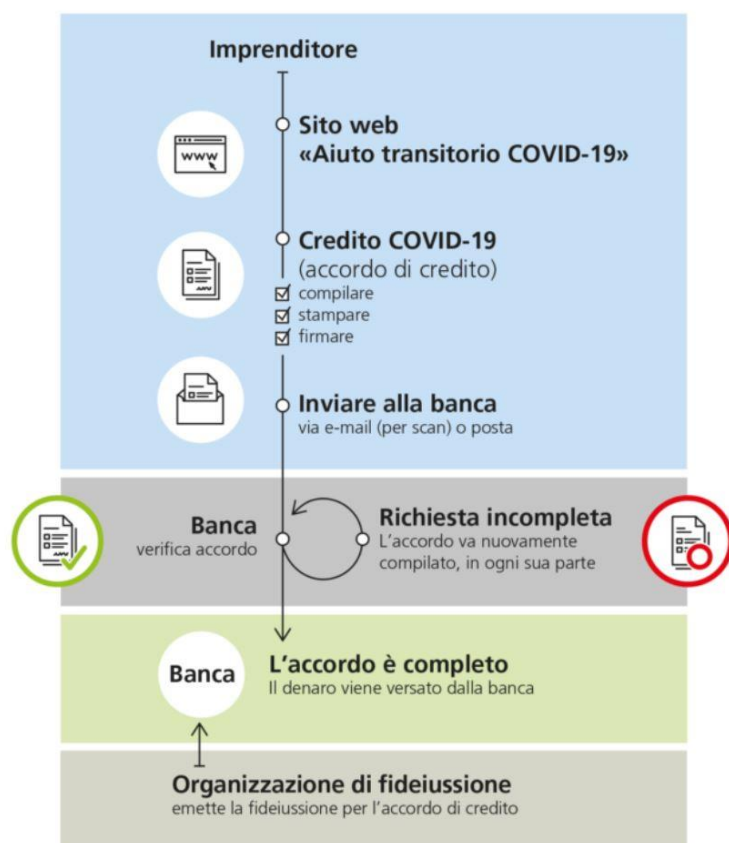 Imprenditore
Sito web
«Aiuto transitorio COVID-19»
www
Credito COVID-19
(accordo di credito)
compilare
stampare
firmare
Inviare alla banca
via e-mail (per scan) o posta
Banca
verifica accordo
Richiesta incompleta
L'accordo va nuovamente
compilato, in ogni sua parte
Banca
L'accordo è completo
Il denaro viene versato dalla banca
Organizzazione di fideiussione
emette la fideiussione per l'accordo di credito